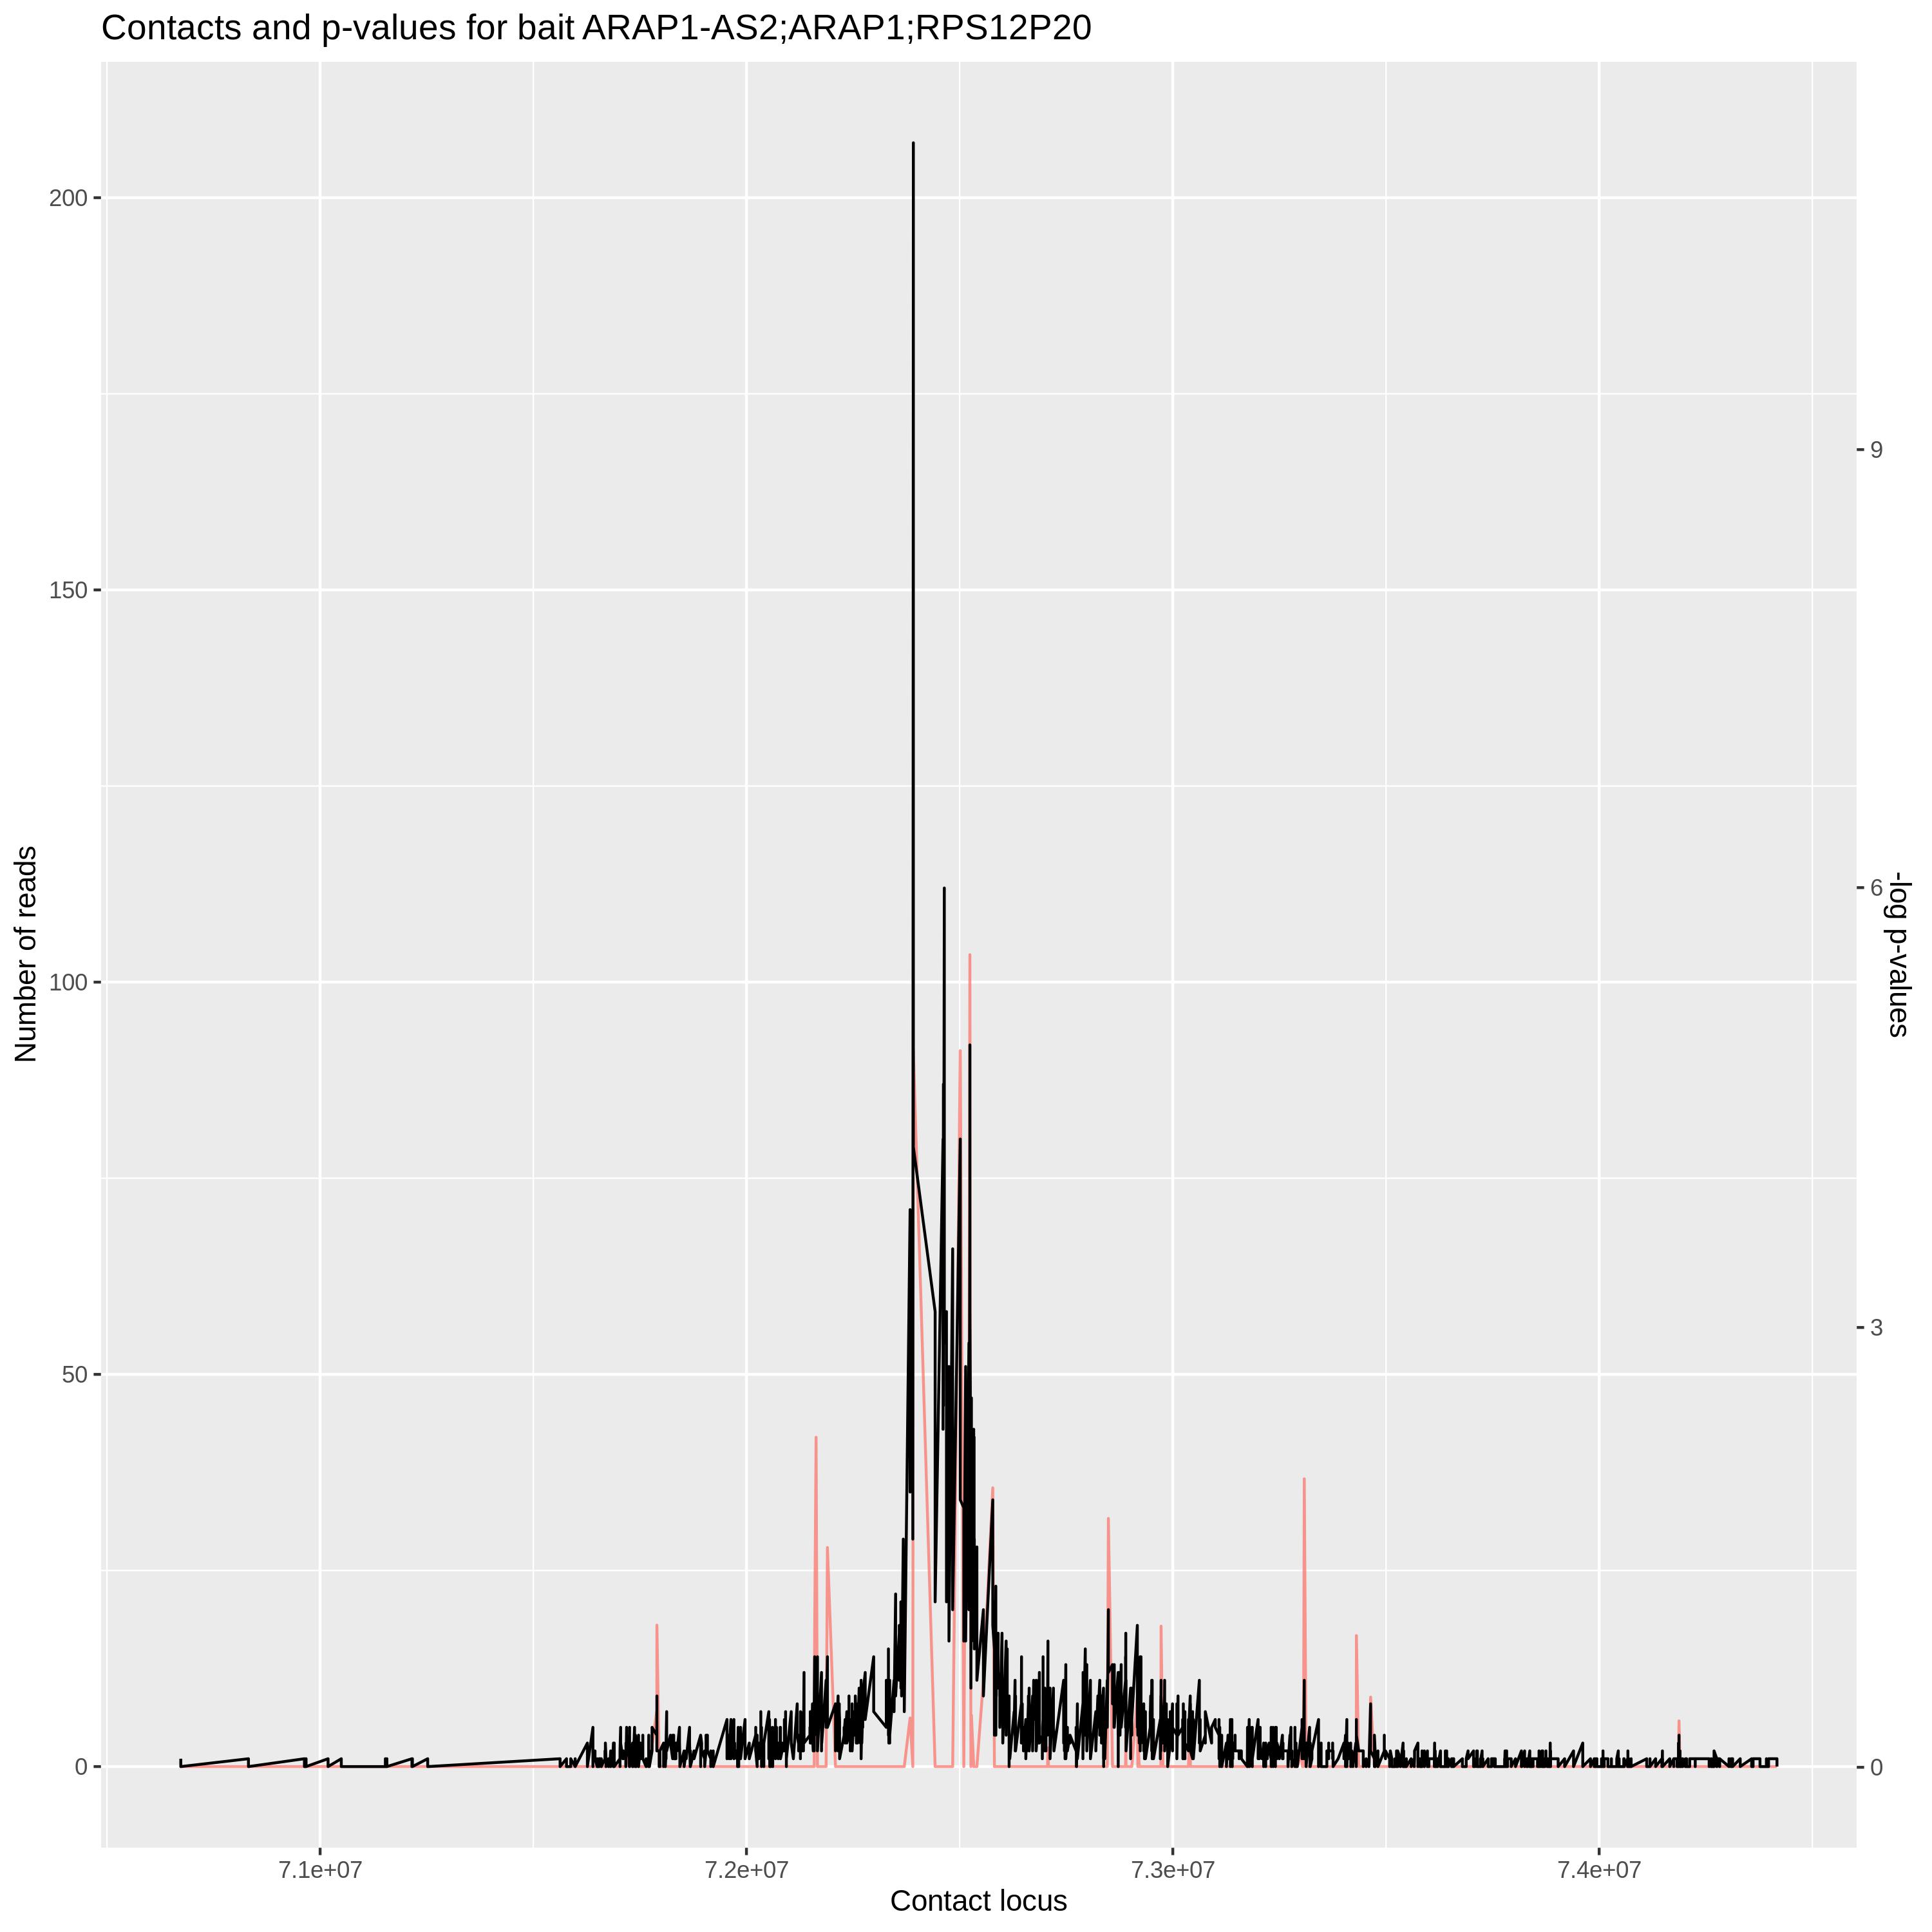 Contacts and p-values for bait ARAP1-AS2;ARAP1;RPS12P20
Number of reads
200
150
100
50
0
9
6
3
0
-log p-values
7.1e+07
7.2e+07
7.3e+07
7.4e+07
Contact locus